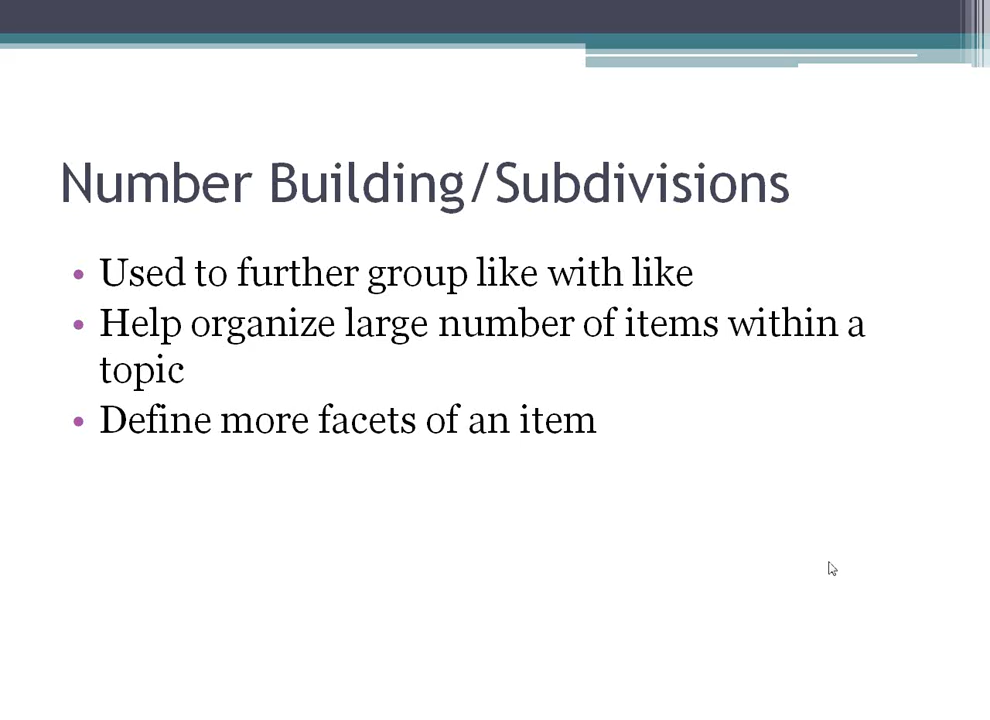 Number Building/Subdivisions
• Used to further group like with like
• Help organize large number of items within a
topic
• Define more facets of an item